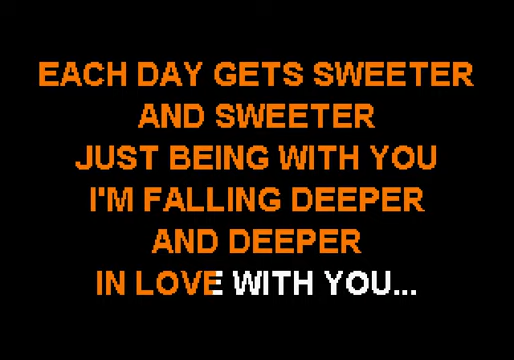 EACH DAY GETS SWEETER
AND SWEETER
JUST BEING WITH YOU
I'M FALLING DEEPER
AND DEEPER
IN LOVE WITH YOU...